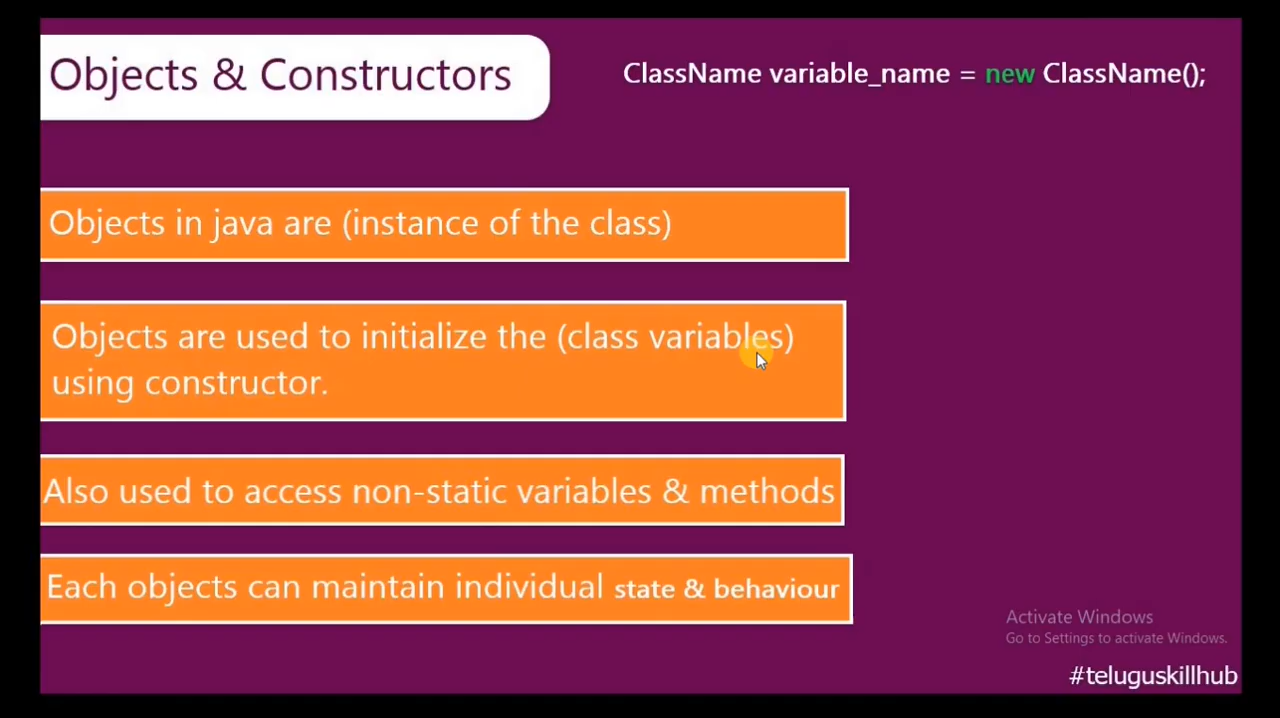 Objects & Constructors
ClassName variable_name = new ClassName();
Objects in java are (instance of the class)
Objects are used to initialize the (class variables)
using constructor.
Also used to access non-static variables & methods
Each objects can maintain individual state & behaviour
Activate Windows
Go to Settings to activate Windows.
#teluguskillhub